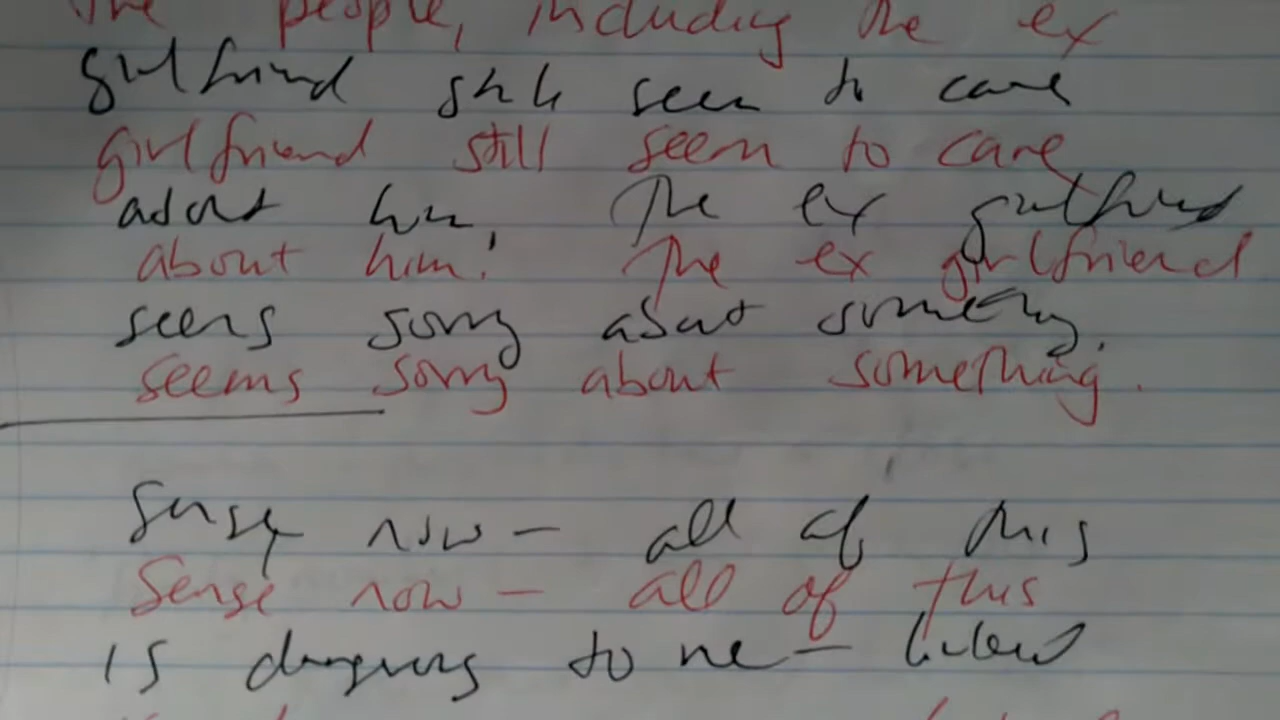 The people, including the ex
girlfriend still seem to care
girlfriend still seem to care
about him. The ex girlfriend
about him. The ex girlfriend
seems sorry about something.
seems sorry about something.
Sense now - all of this
Sense now - all of this
is dangerous to me -